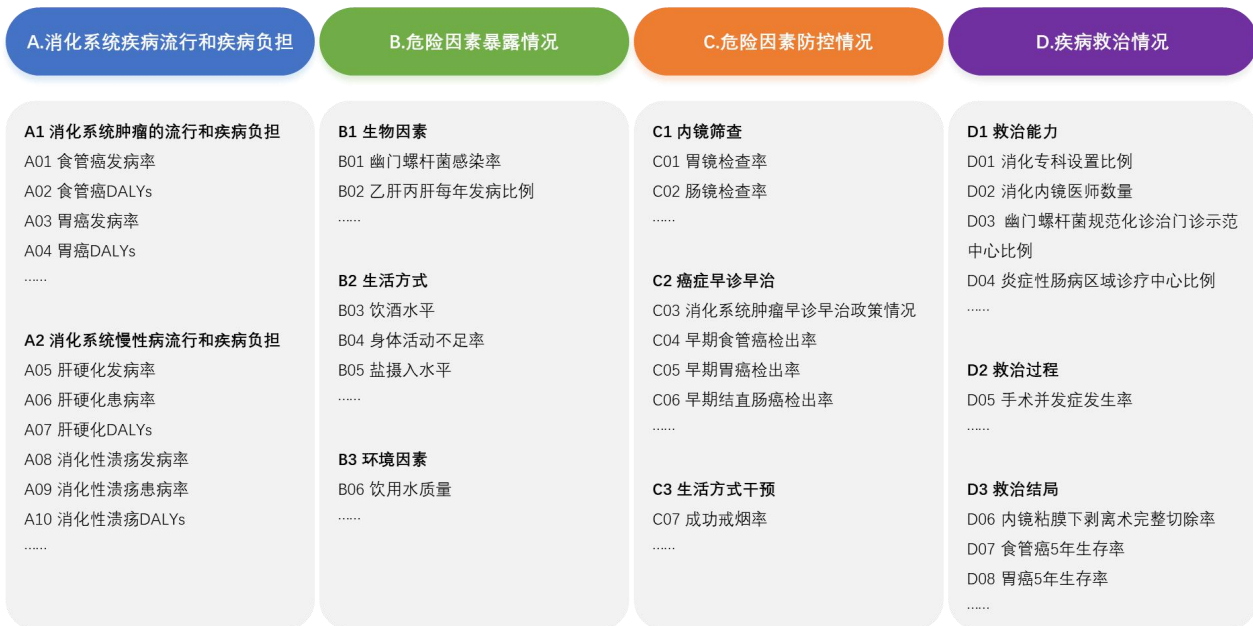 A.消化系统疾病流行和疾病负担
B.危险因素暴露情况
C.危险因素防控情况
D.疾病救治情况
A1 消化系统肿瘤的流行和疾病负担
A01 食管癌发病率
A02 食管癌DALYs
A03 胃癌发病率
A04 胃癌DALYs
……
A2 消化系统慢性病流行和疾病负担
A05 肝硬化发病率
A06 肝硬化患病率
A07 肝硬化DALYs
A08 消化性溃疡发病率
A09 消化性溃疡患病率
A10 消化性溃疡DALYs
……
B1 生物因素
B01 幽门螺杆菌感染率
B02 乙肝丙肝每年发病比例
……
B2 生活方式
B03 饮酒水平
B04 身体活动不足率
B05 盐摄入水平
……
B3 环境因素
B06 饮用水质量
……
C1 内镜筛查
C01 胃镜检查率
C02 肠镜检查率
……
C2 癌症早诊早治
C03 消化系统肿瘤早诊早治政策情况
C04 早期食管癌检出率
C05 早期胃癌检出率
C06 早期结直肠癌检出率
……
C3 生活方式干预
C07 成功戒烟率
……
D1 救治能力
D01 消化专科设置比例
D02 消化内镜医师数量
D03 幽门螺杆菌规范化诊治门诊示范
中心比例
D04 炎症性肠病区域诊疗中心比例
……
D2 救治过程
D05 手术并发症发生率
……
D3 救治结局
D06 内镜粘膜下剥离术完整切除率
D07 食管癌5年生存率
D08 胃癌5年生存率
……